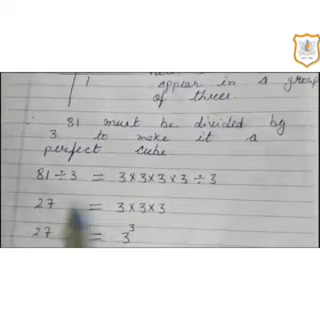 1
appear in a group
of three.
∴ 81 must be divided by
3 to make it a
perfect cube
81 ÷ 3 = 3×3×3×3 ÷ 3
27 = 3×3×3
27 = 3³